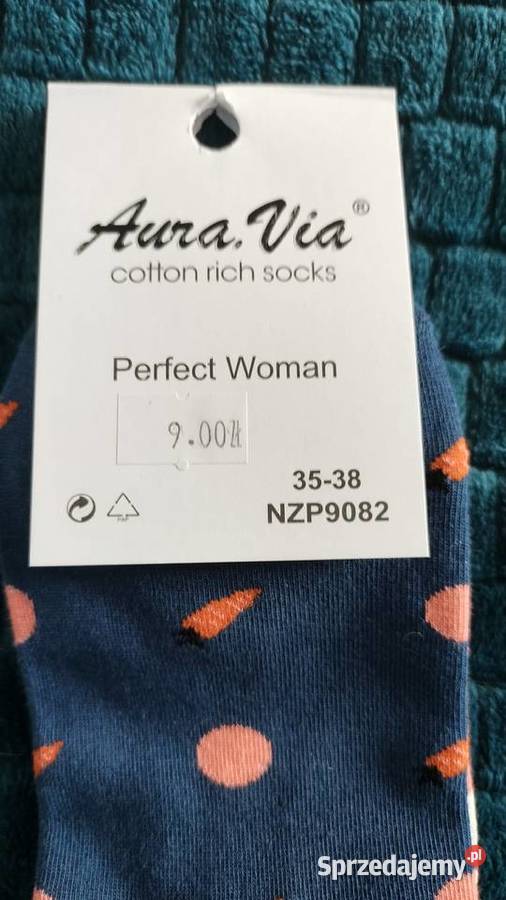 Aura.Via®
cotton rich socks
Perfect Woman
9.00zł
35-38
NZP9082
Sprzedajemy.pl